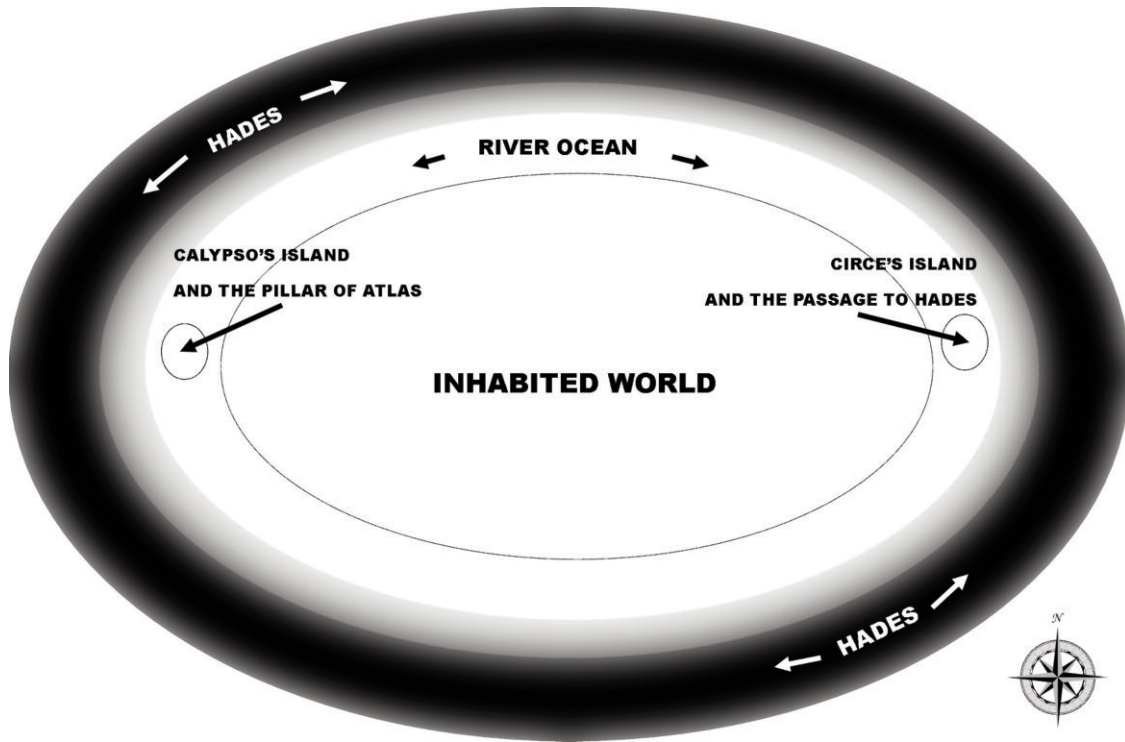 HADES
RIVER OCEAN
CALYPSO'S ISLAND
AND THE PILLAR OF ATLAS
CIRCE'S ISLAND
AND THE PASSAGE TO HADES
INHABITED WORLD
HADES
N